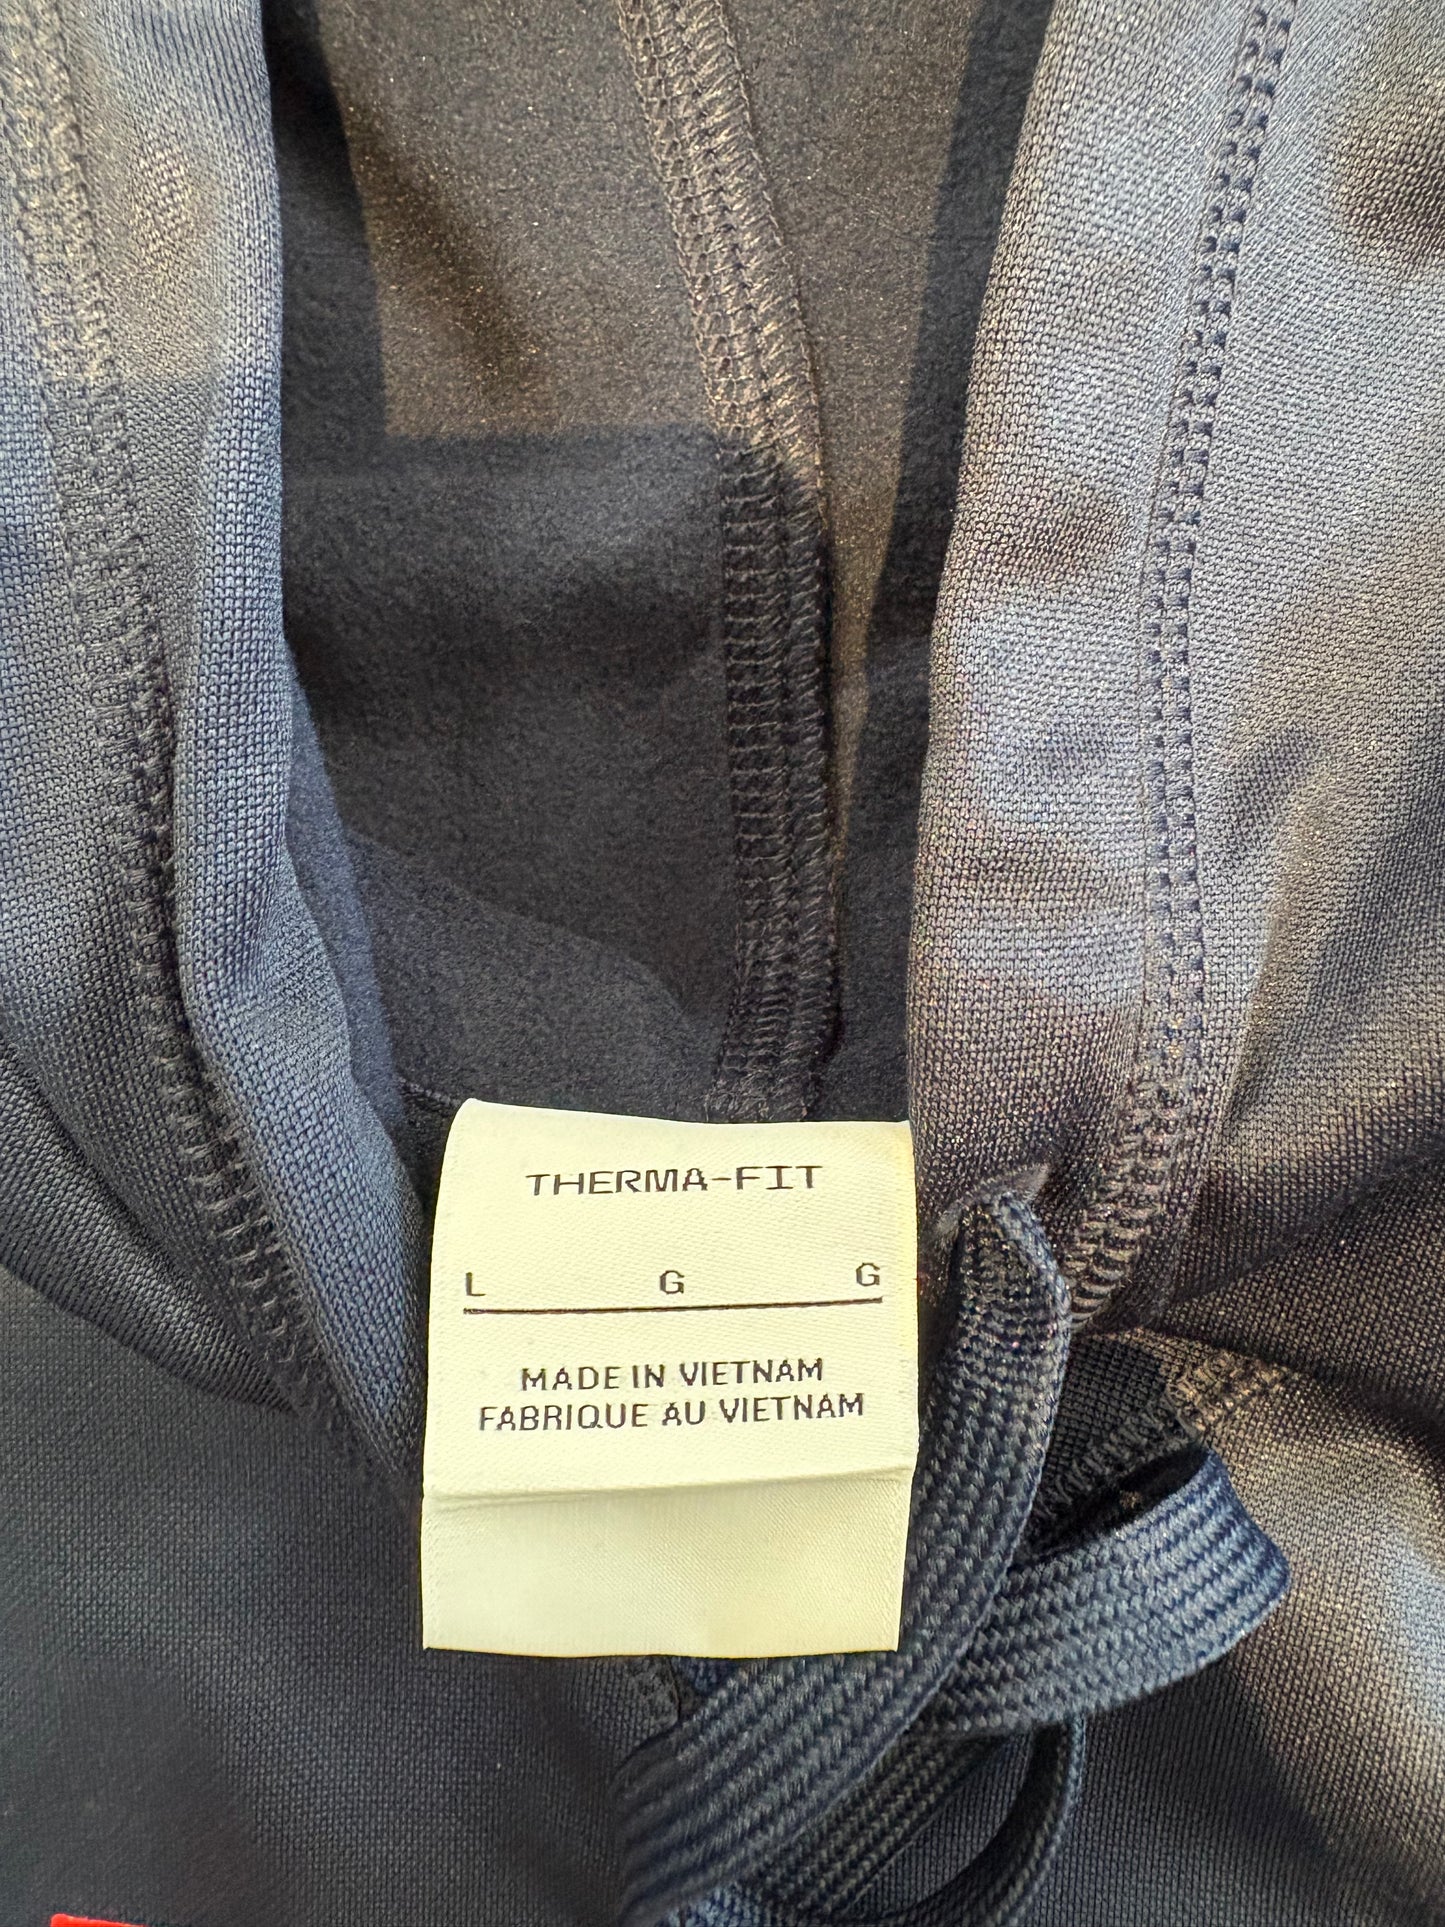 THERMA-FIT
L G G
MADE IN VIETNAM
FABRIQUE AU VIETNAM